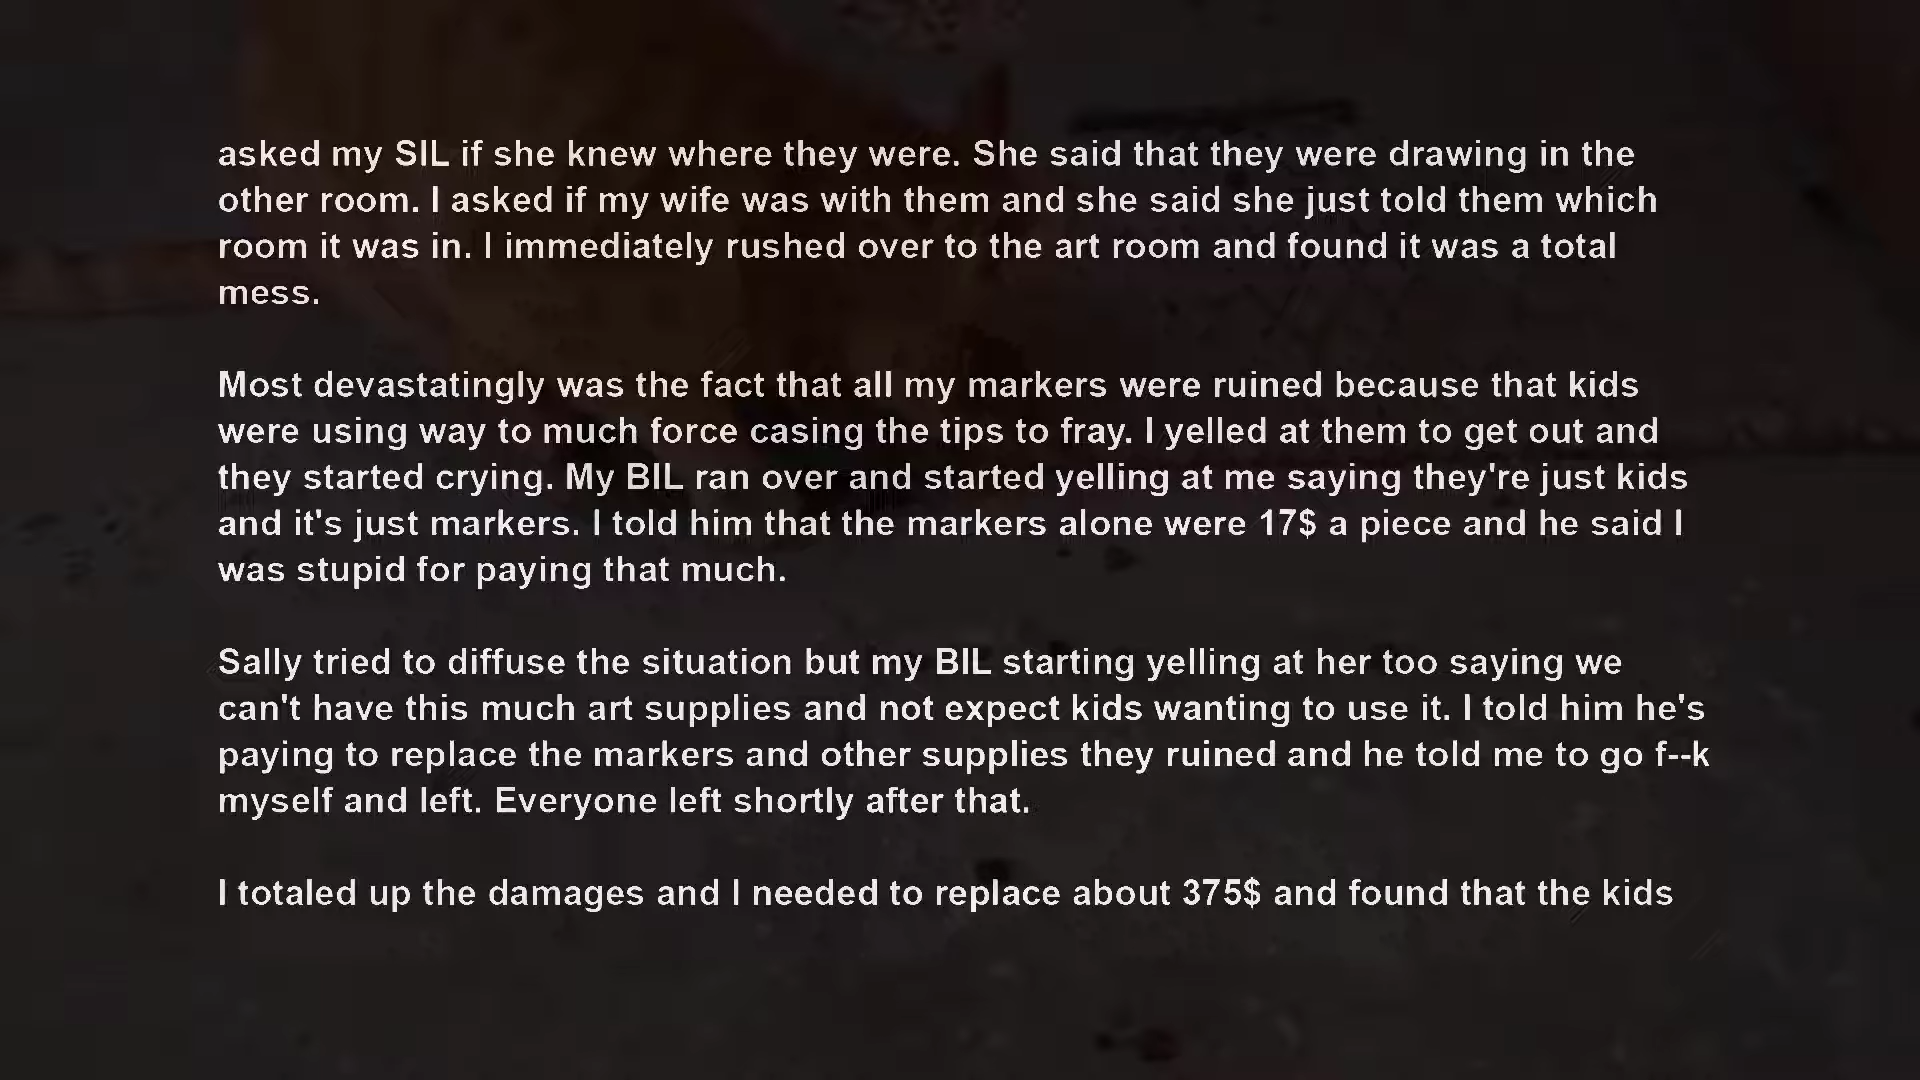 asked my SIL if she knew where they were. She said that they were drawing in the
other room. I asked if my wife was with them and she said she just told them which
room it was in. I immediately rushed over to the art room and found it was a total
mess.
Most devastatingly was the fact that all my markers were ruined because that kids
were using way to much force casing the tips to fray. I yelled at them to get out and
they started crying. My BIL ran over and started yelling at me saying they're just kids
and it's just markers. I told him that the markers alone were 17$ a piece and he said I
was stupid for paying that much.
Sally tried to diffuse the situation but my BIL starting yelling at her too saying we
can't have this much art supplies and not expect kids wanting to use it. I told him he's
paying to replace the markers and other supplies they ruined and he told me to go f--k
myself and left. Everyone left shortly after that.
I totaled up the damages and I needed to replace about 375$ and found that the kids